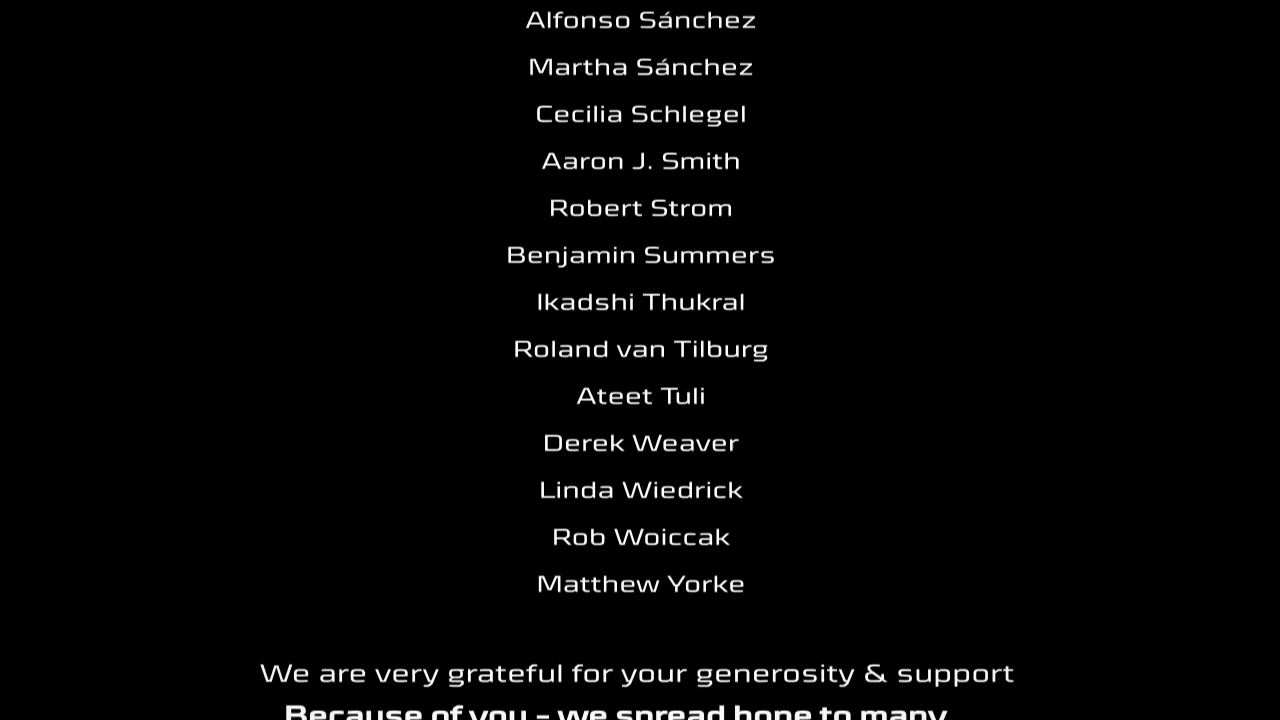 Alfonso Sánchez
Martha Sánchez
Cecilia Schlegel
Aaron J. Smith
Robert Strom
Benjamin Summers
Ikadshi Thukral
Roland van Tilburg
Ateet Tuli
Derek Weaver
Linda Wiedrick
Rob Woiccak
Matthew Yorke
We are very grateful for your generosity & support
Because of you - we spread hope to many